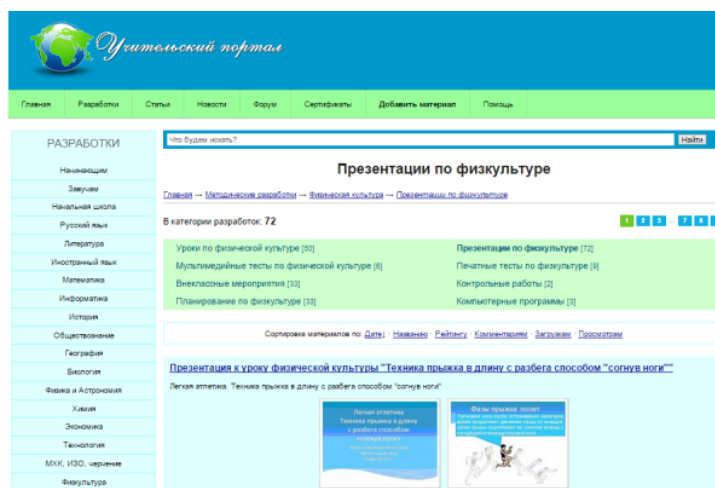 Учительский портал
Главная Разработки Статьи Новости Форум Сертификаты Добавить материал Помощь
РАЗРАБОТКИ
Начинающим
Завучам
Начальная школа
Русский язык
Литература
Иностранный язык
Математика
Информатика
История
Обществознание
География
Биология
Физика и Астрономия
Химия
Экономика
Технология
МХК, ИЗО, черчение
Физкультура
Что будем искать? Найти
Презентации по физкультуре
Главная → Методические разработки → Физическая культура → Презентации по физкультуре
В категории разработок: 72
1 2 3 .. 7 8
Уроки по физической культуре [50] Презентации по физкультуре [72]
Мультимедийные тесты по физической культуре [6] Печатные тесты по физкультуре [9]
Внеклассные мероприятия [33] Контрольные работы [2]
Планирование по физкультуре [33] Компьютерные программы [3]
Сортировка материалов по: Дате↓ · Названию · Рейтингу · Комментариям · Загрузкам · Просмотрам
Презентация к уроку физической культуры "Техника прыжка в длину с разбега способом "согнув ноги""
Легкая атлетика. Техника прыжка в длину с разбега способом "согнув ноги"
Легкая атлетика
Техника прыжка в длину
с разбега способом
«согнув ноги»
Фазы прыжка. полет